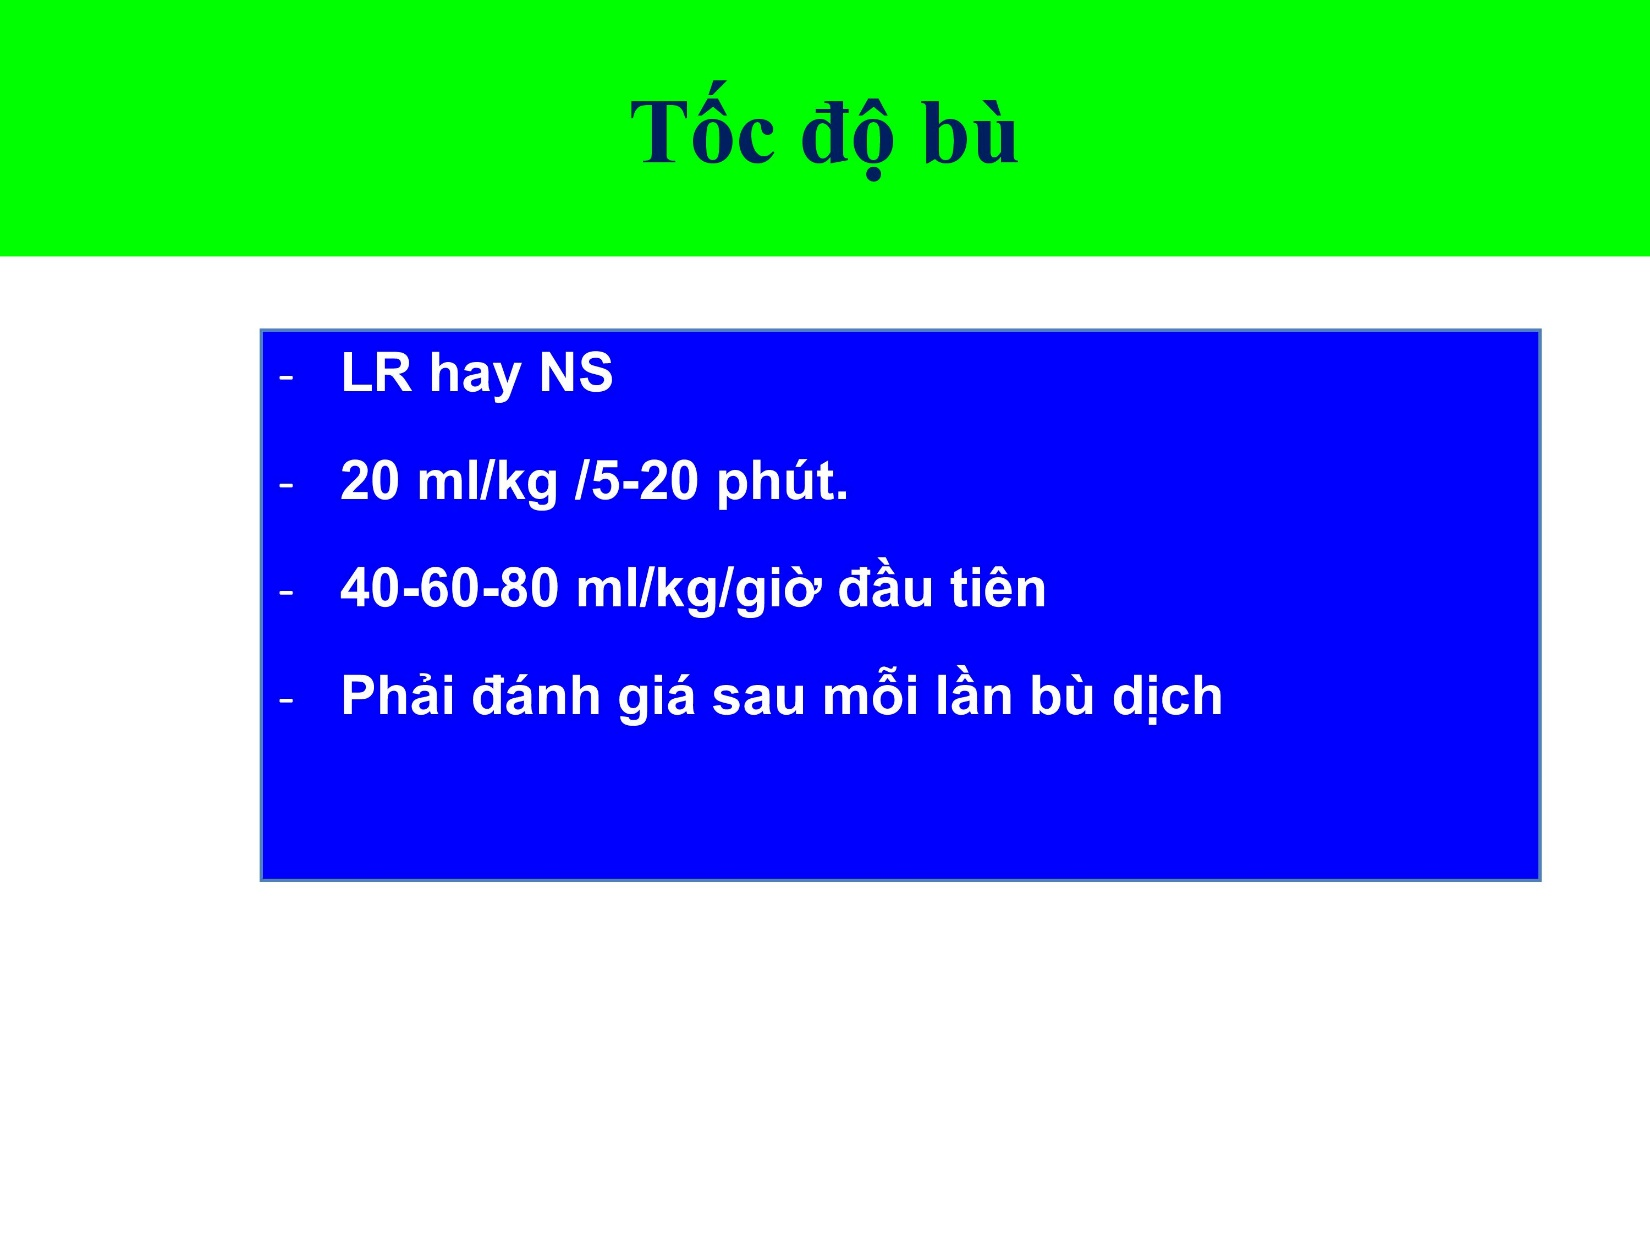 Tốc độ bù
- LR hay NS
- 20 ml/kg /5-20 phút.
- 40-60-80 ml/kg/giờ đầu tiên
- Phải đánh giá sau mỗi lần bù dịch